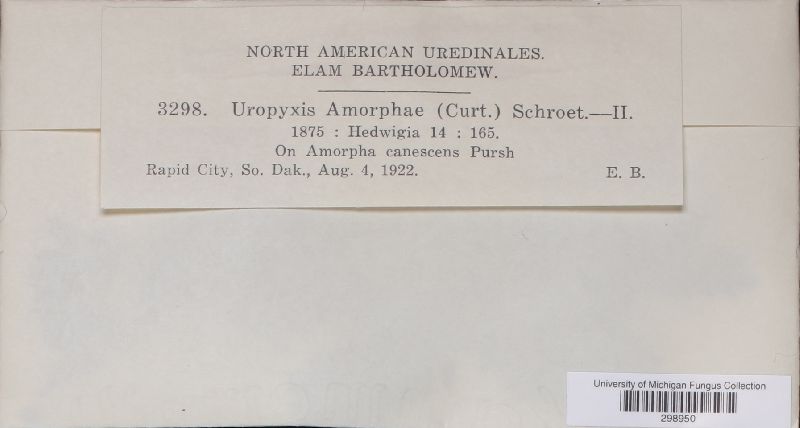 NORTH AMERICAN UREDINALES.
ELAM BARTHOLOMEW.
3298. Uropyxis Amorphae (Curt.) Schroet.—II.
1875 : Hedwigia 14 : 165.
On Amorpha canescens Pursh
Rapid City, So. Dak., Aug. 4, 1922. E. B.
University of Michigan Fungus Collection
298950